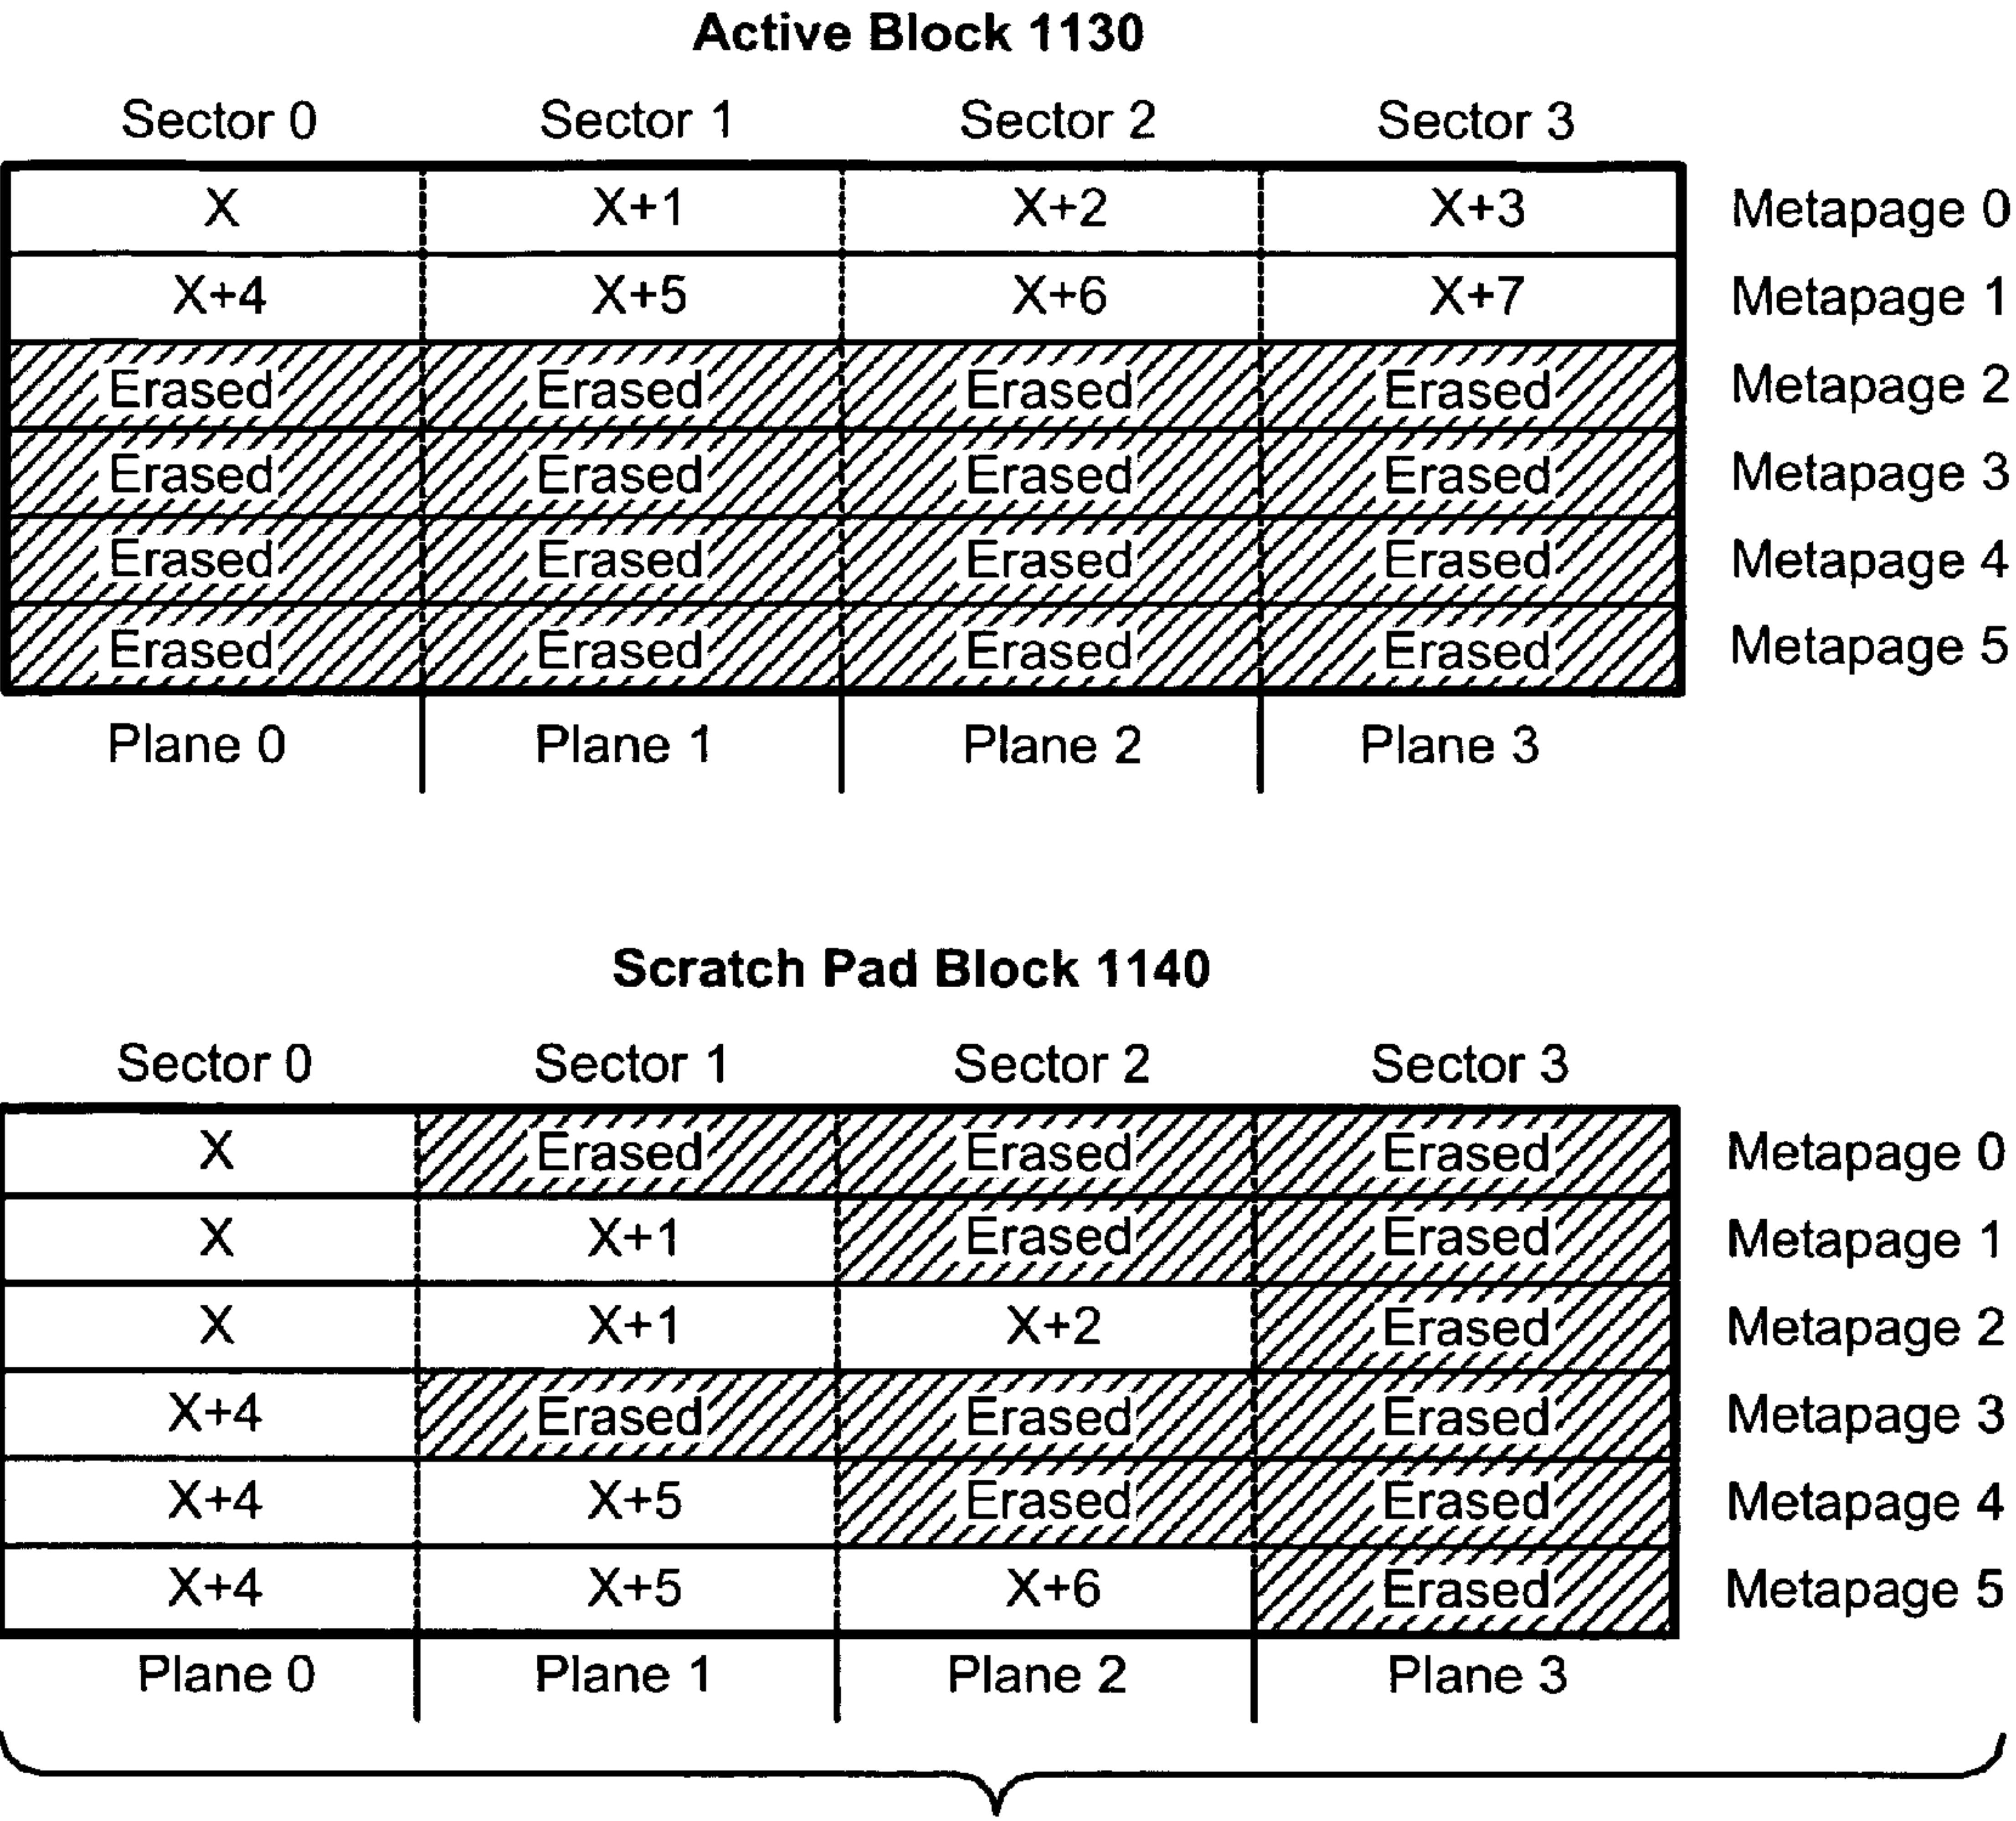 Active Block 1130
Sector 0 Sector 1 Sector 2 Sector 3
X X+1 X+2 X+3 Metapage 0
X+4 X+5 X+6 X+7 Metapage 1
Erased Erased Erased Erased Metapage 2
Erased Erased Erased Erased Metapage 3
Erased Erased Erased Erased Metapage 4
Erased Erased Erased Erased Metapage 5
Plane 0 Plane 1 Plane 2 Plane 3
Scratch Pad Block 1140
Sector 0 Sector 1 Sector 2 Sector 3
X Erased Erased Erased Metapage 0
X X+1 Erased Erased Metapage 1
X X+1 X+2 Erased Metapage 2
X+4 Erased Erased Erased Metapage 3
X+4 X+5 Erased Erased Metapage 4
X+4 X+5 X+6 Erased Metapage 5
Plane 0 Plane 1 Plane 2 Plane 3